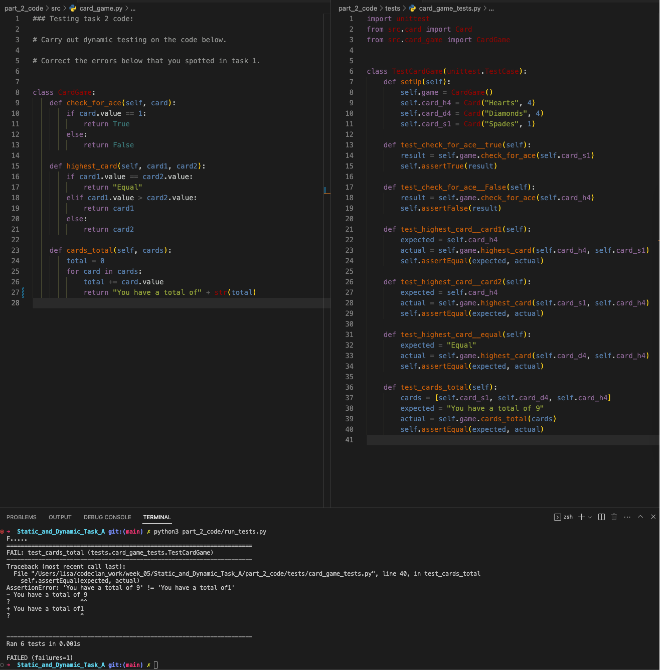 part_2_code > src > card_game.py > ...
1 ### Testing task 2 code:
2
3 # Carry out dynamic testing on the code below.
4
5 # Correct the errors below that you spotted in task 1.
6
7
8 class CardGame:
9 def check_for_ace(self, card):
10 if card.value == 1:
11 return True
12 else:
13 return False
14
15 def highest_card(self, card1, card2):
16 if card1.value == card2.value:
17 return "Equal"
18 elif card1.value > card2.value:
19 return card1
20 else:
21 return card2
22
23 def cards_total(self, cards):
24 total = 0
25 for card in cards:
26 total += card.value
27 return "You have a total of" + str(total)
28
part_2_code > tests > card_game_tests.py > ...
1 import unittest
2 from src.card import Card
3 from src.card_game import CardGame
4
5
6 class TestCardGame(unittest.TestCase):
7 def setUp(self):
8 self.game = CardGame()
9 self.card_h4 = Card("Hearts", 4)
10 self.card_d4 = Card("Diamonds", 4)
11 self.card_s1 = Card("Spades", 1)
12
13 def test_check_for_ace__true(self):
14 result = self.game.check_for_ace(self.card_s1)
15 self.assertTrue(result)
16
17 def test_check_for_ace__False(self):
18 result = self.game.check_for_ace(self.card_h4)
19 self.assertFalse(result)
20
21 def test_highest_card__card1(self):
22 expected = self.card_h4
23 actual = self.game.highest_card(self.card_h4, self.card_s1)
24 self.assertEqual(expected, actual)
25
26 def test_highest_card__card2(self):
27 expected = self.card_h4
28 actual = self.game.highest_card(self.card_s1, self.card_h4)
29 self.assertEqual(expected, actual)
30
31 def test_highest_card__equal(self):
32 expected = "Equal"
33 actual = self.game.highest_card(self.card_d4, self.card_h4)
34 self.assertEqual(expected, actual)
35
36 def test_cards_total(self):
37 cards = [self.card_s1, self.card_d4, self.card_h4]
38 expected = "You have a total of 9"
39 actual = self.game.cards_total(cards)
40 self.assertEqual(expected, actual)
41
PROBLEMS OUTPUT DEBUG CONSOLE TERMINAL
zsh
Static_and_Dynamic_Task_A git:(main) ✗ python3 part_2_code/run_tests.py
F.....
======================================================================
FAIL: test_cards_total (tests.card_game_tests.TestCardGame)
----------------------------------------------------------------------
Traceback (most recent call last):
File "/Users/lisa/codeclan_work/week_05/Static_and_Dynamic_Task_A/part_2_code/tests/card_game_tests.py", line 40, in test_cards_total
self.assertEqual(expected, actual)
AssertionError: 'You have a total of 9' != 'You have a total of1'
- You have a total of 9
? ^^
+ You have a total of1
? ^
----------------------------------------------------------------------
Ran 6 tests in 0.001s
FAILED (failures=1)
Static_and_Dynamic_Task_A git:(main) ✗